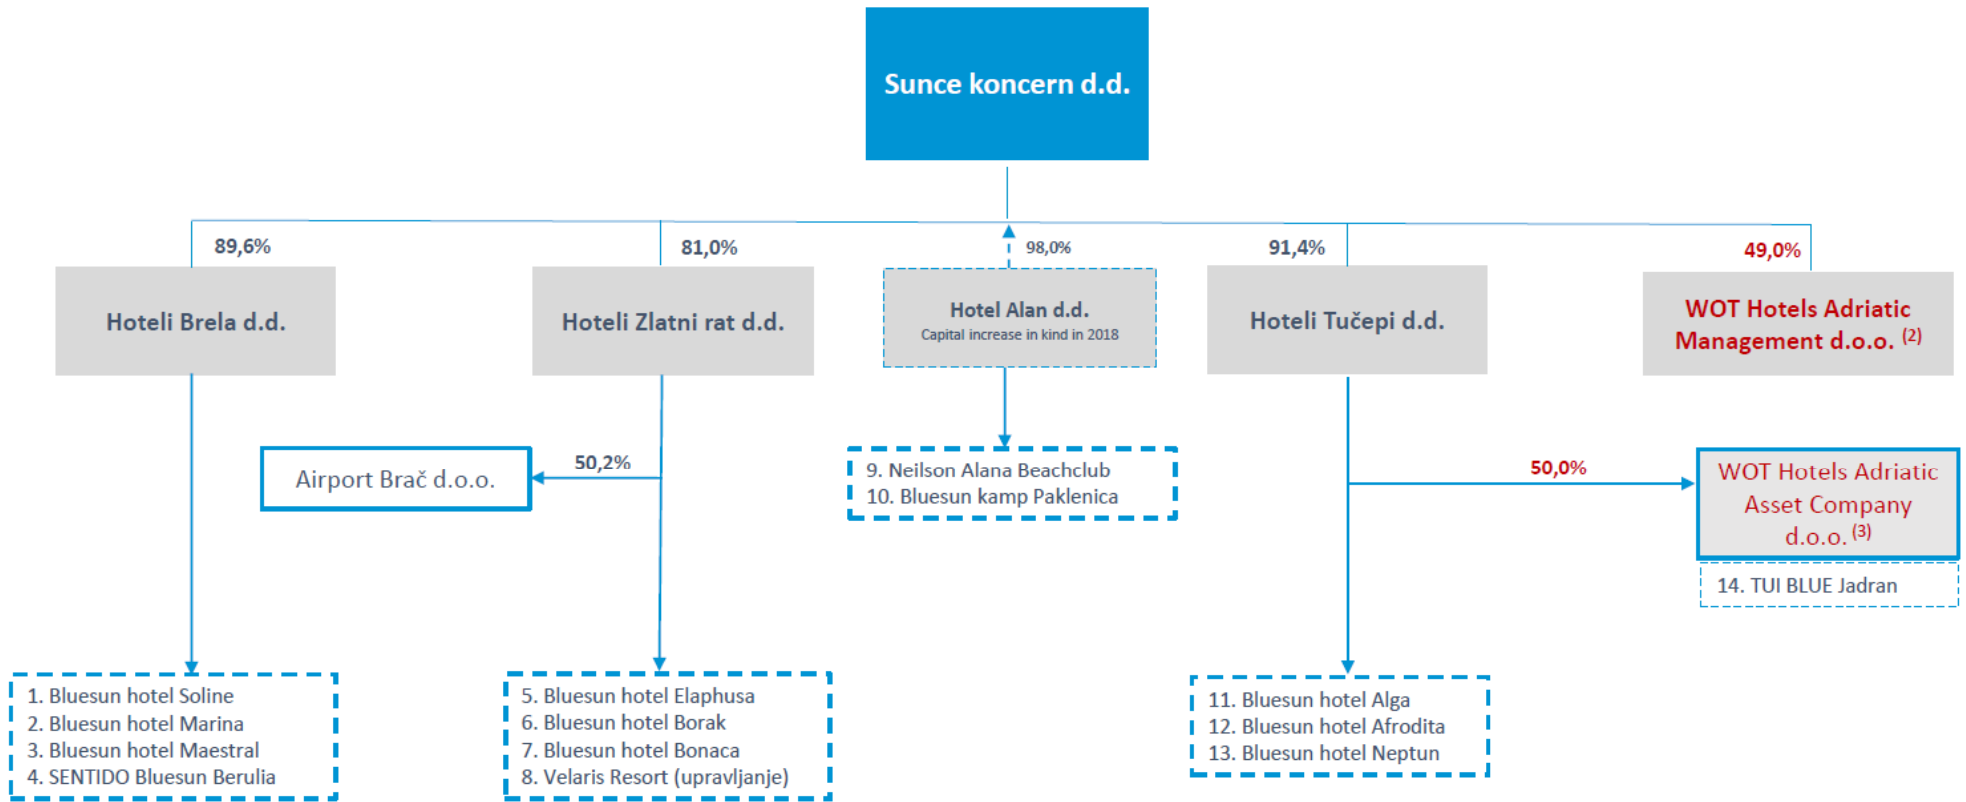 Sunce koncern d.d.
89,6%
81,0%
98,0%
91,4%
49,0%
Hoteli Brela d.d.
Hoteli Zlatni rat d.d.
Hotel Alan d.d.
Capital increase in kind in 2018
Hoteli Tučepi d.d.
WOT Hotels Adriatic
Management d.o.o. (2)
Airport Brač d.o.o.
50,2%
9. Neilson Alana Beachclub
10. Bluesun kamp Paklenica
50,0%
WOT Hotels Adriatic
Asset Company
d.o.o. (3)
14. TUI BLUE Jadran
1. Bluesun hotel Soline
2. Bluesun hotel Marina
3. Bluesun hotel Maestral
4. SENTIDO Bluesun Berulia
5. Bluesun hotel Elaphusa
6. Bluesun hotel Borak
7. Bluesun hotel Bonaca
8. Velaris Resort (upravljanje)
11. Bluesun hotel Alga
12. Bluesun hotel Afrodita
13. Bluesun hotel Neptun